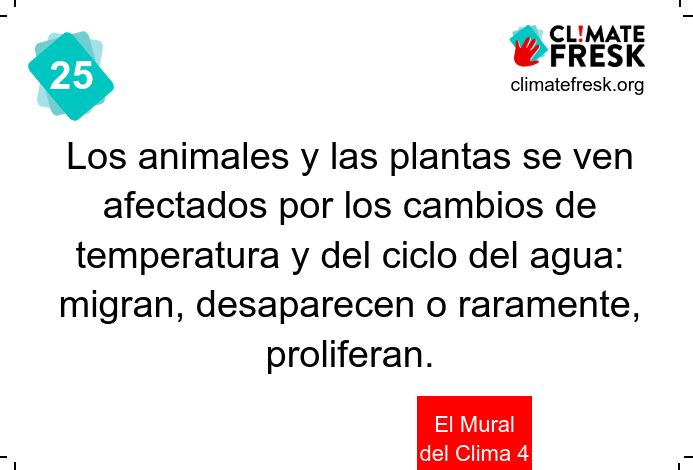 25
CL!MATE
FRESK
climatefresk.org
Los animales y las plantas se ven
afectados por los cambios de
temperatura y del ciclo del agua:
migran, desaparecen o raramente,
proliferan.
El Mural
del Clima 4